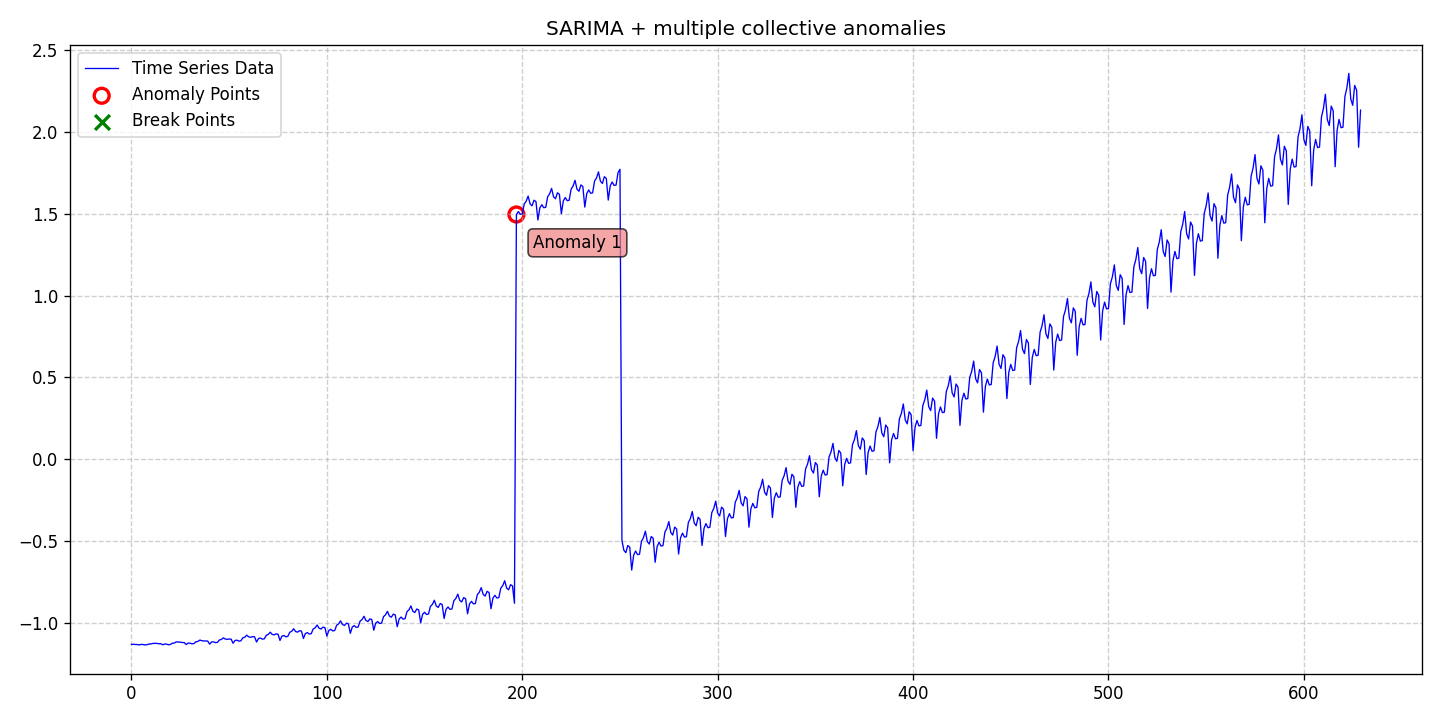 SARIMA + multiple collective anomalies
2.5
2.0
1.5
1.0
0.5
0.0
−0.5
−1.0
Time Series Data
Anomaly Points
Break Points
Anomaly 1
0 100 200 300 400 500 600